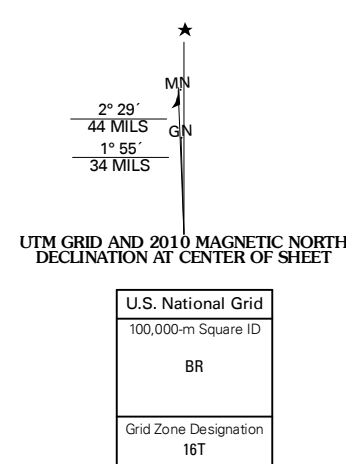 MN
2° 29´
44 MILS
GN
1° 55´
34 MILS
UTM GRID AND 2010 MAGNETIC NORTH
DECLINATION AT CENTER OF SHEET
U.S. National Grid
100,000-m Square ID
BR
Grid Zone Designation
16T